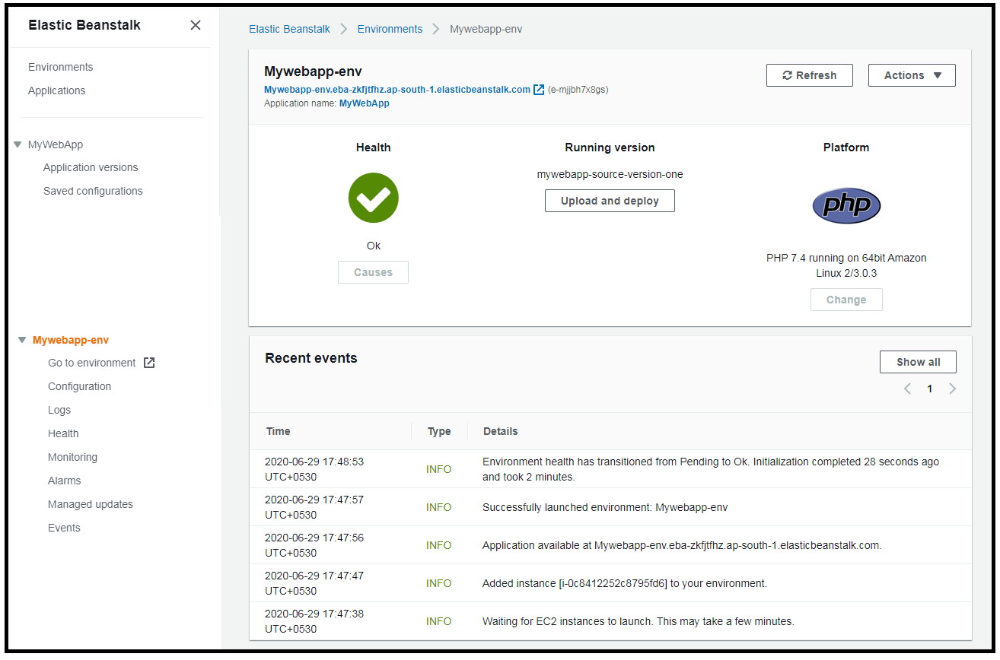 Elastic Beanstalk
Environments
Applications
MyWebApp
Application versions
Saved configurations
Mywebapp-env
Go to environment
Configuration
Logs
Health
Monitoring
Alarms
Managed updates
Events
Elastic Beanstalk > Environments > Mywebapp-env
Mywebapp-env
Mywebapp-env.eba-zkfjtfhz.ap-south-1.elasticbeanstalk.com (e-mjjbh7x8gs)
Application name: MyWebApp
Refresh
Actions
Health
Ok
Causes
Running version
mywebapp-source-version-one
Upload and deploy
Platform
php
PHP 7.4 running on 64bit Amazon
Linux 2/3.0.3
Change
Recent events
Show all
1
Time Type Details
2020-06-29 17:48:53
UTC+0530
INFO
Environment health has transitioned from Pending to Ok. Initialization completed 28 seconds ago
and took 2 minutes.
2020-06-29 17:47:57
UTC+0530
INFO
Successfully launched environment: Mywebapp-env
2020-06-29 17:47:56
UTC+0530
INFO
Application available at Mywebapp-env.eba-zkfjtfhz.ap-south-1.elasticbeanstalk.com.
2020-06-29 17:47:47
UTC+0530
INFO
Added instance [i-0c8412252c8795fd6] to your environment.
2020-06-29 17:47:38
UTC+0530
INFO
Waiting for EC2 instances to launch. This may take a few minutes.